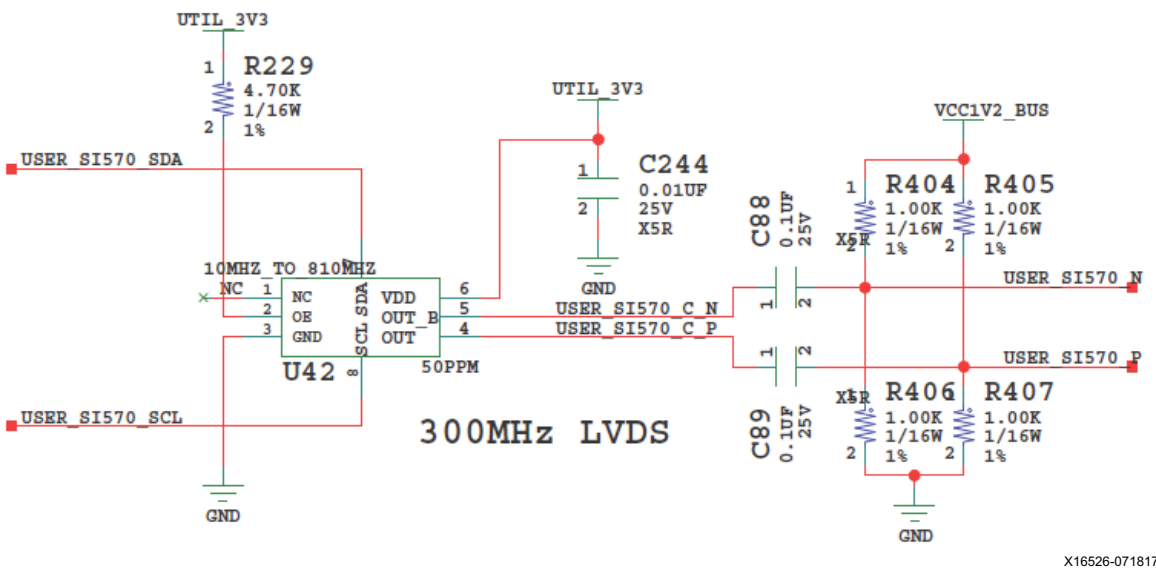 UTIL_3V3
1
R229
4.70K
1/16W
1%
2
USER_SI570_SDA
UTIL_3V3
1
C244
0.01UF
25V
X5R
2
GND
VCC1V2_BUS
1
R404
1.00K
1/16W
1%
2
R405
1.00K
1/16W
1%
2
C88
0.1UF
25V
X5R
1
2
10MHZ_TO_810MHZ
NC
1 NC
2 OE
3 GND
SDA
SCL
8
VDD 6
OUT_B 5
OUT 4
U42
50PPM
USER_SI570_C_N
USER_SI570_C_P
USER_SI570_N
USER_SI570_P
1
2
C89
0.1UF
25V
X5R
1
R406
1.00K
1/16W
1%
2
1
R407
1.00K
1/16W
1%
2
USER_SI570_SCL
300MHz LVDS
GND
GND
X16526-071817